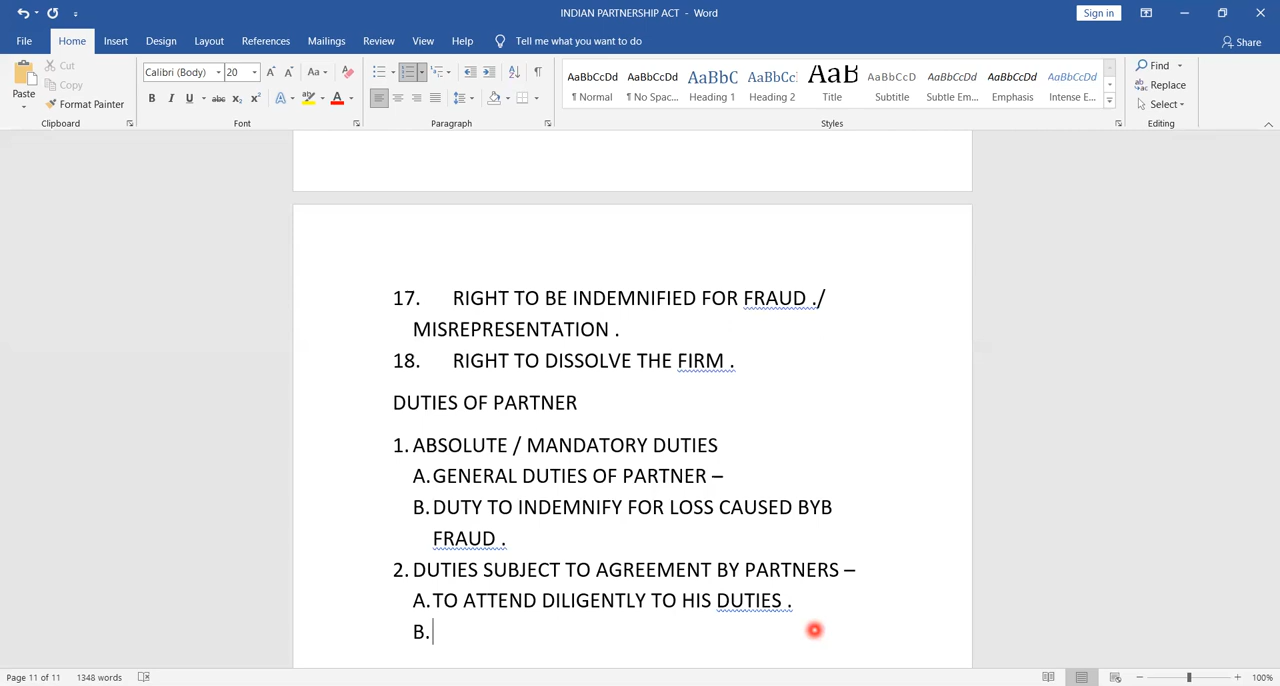 INDIAN PARTNERSHIP ACT - Word
Sign in
File Home Insert Design Layout References Mailings Review View Help Tell me what you want to do
Share
Cut
Copy
Paste
Format Painter
Clipboard
Calibri (Body) 20
Font
Paragraph
AaBbCcDd AaBbCcDd AaBbC AaBbCc AaB AaBbCcD AaBbCcDd AaBbCcDd AaBbCcDd
¶ Normal ¶ No Spac... Heading 1 Heading 2 Title Subtitle Subtle Em... Emphasis Intense E...
Styles
Find
Replace
Select
Editing
17. RIGHT TO BE INDEMNIFIED FOR FRAUD ./
MISREPRESENTATION .
18. RIGHT TO DISSOLVE THE FIRM .
DUTIES OF PARTNER
1. ABSOLUTE / MANDATORY DUTIES
A. GENERAL DUTIES OF PARTNER –
B. DUTY TO INDEMNIFY FOR LOSS CAUSED BYB
FRAUD .
2. DUTIES SUBJECT TO AGREEMENT BY PARTNERS –
A. TO ATTEND DILIGENTLY TO HIS DUTIES .
B.
Page 11 of 11 1348 words
100%